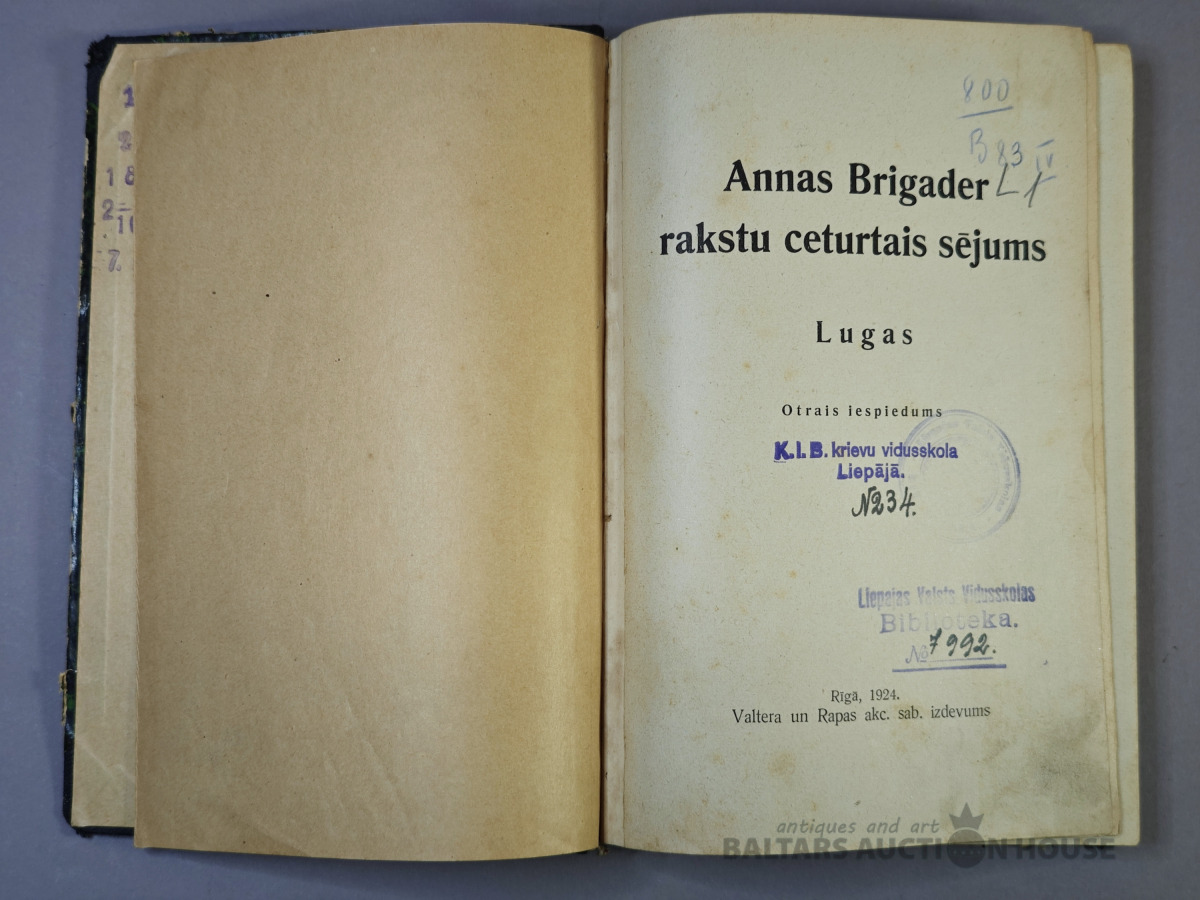 800
B 83 IV
L 1
Annas Brigader
rakstu ceturtais sējums
Lugas
Otrais iespiedums
K.I.B. krievu vidusskola
Liepājā.
№234.
Liepajas Valsts Vidusskolas
Biblioteka.
№7992.
Rīgā, 1924.
Valtera un Rapas akc. sab. izdevums
antiques and art
BALTARS AUCTION HOUSE